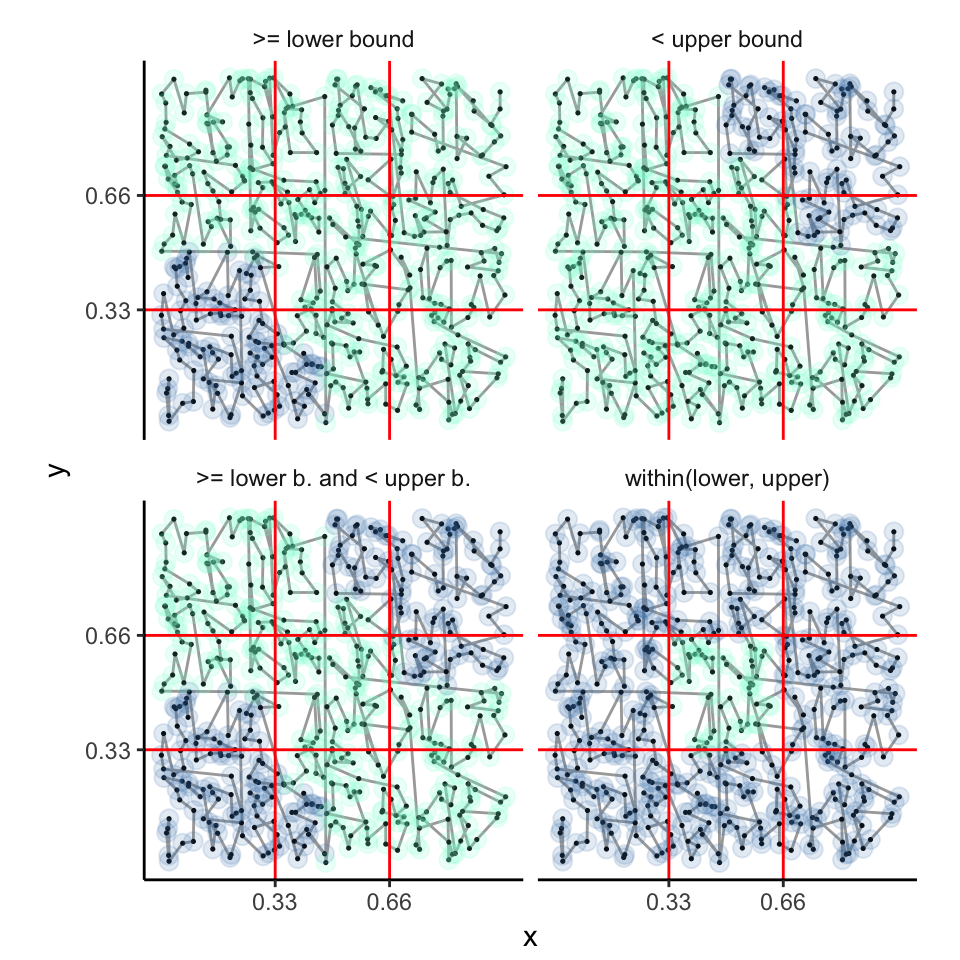 >= lower bound
< upper bound
0.66
0.33
y
>= lower b. and < upper b.
within(lower, upper)
0.66
0.33
0.33
0.66
0.33
0.66
x